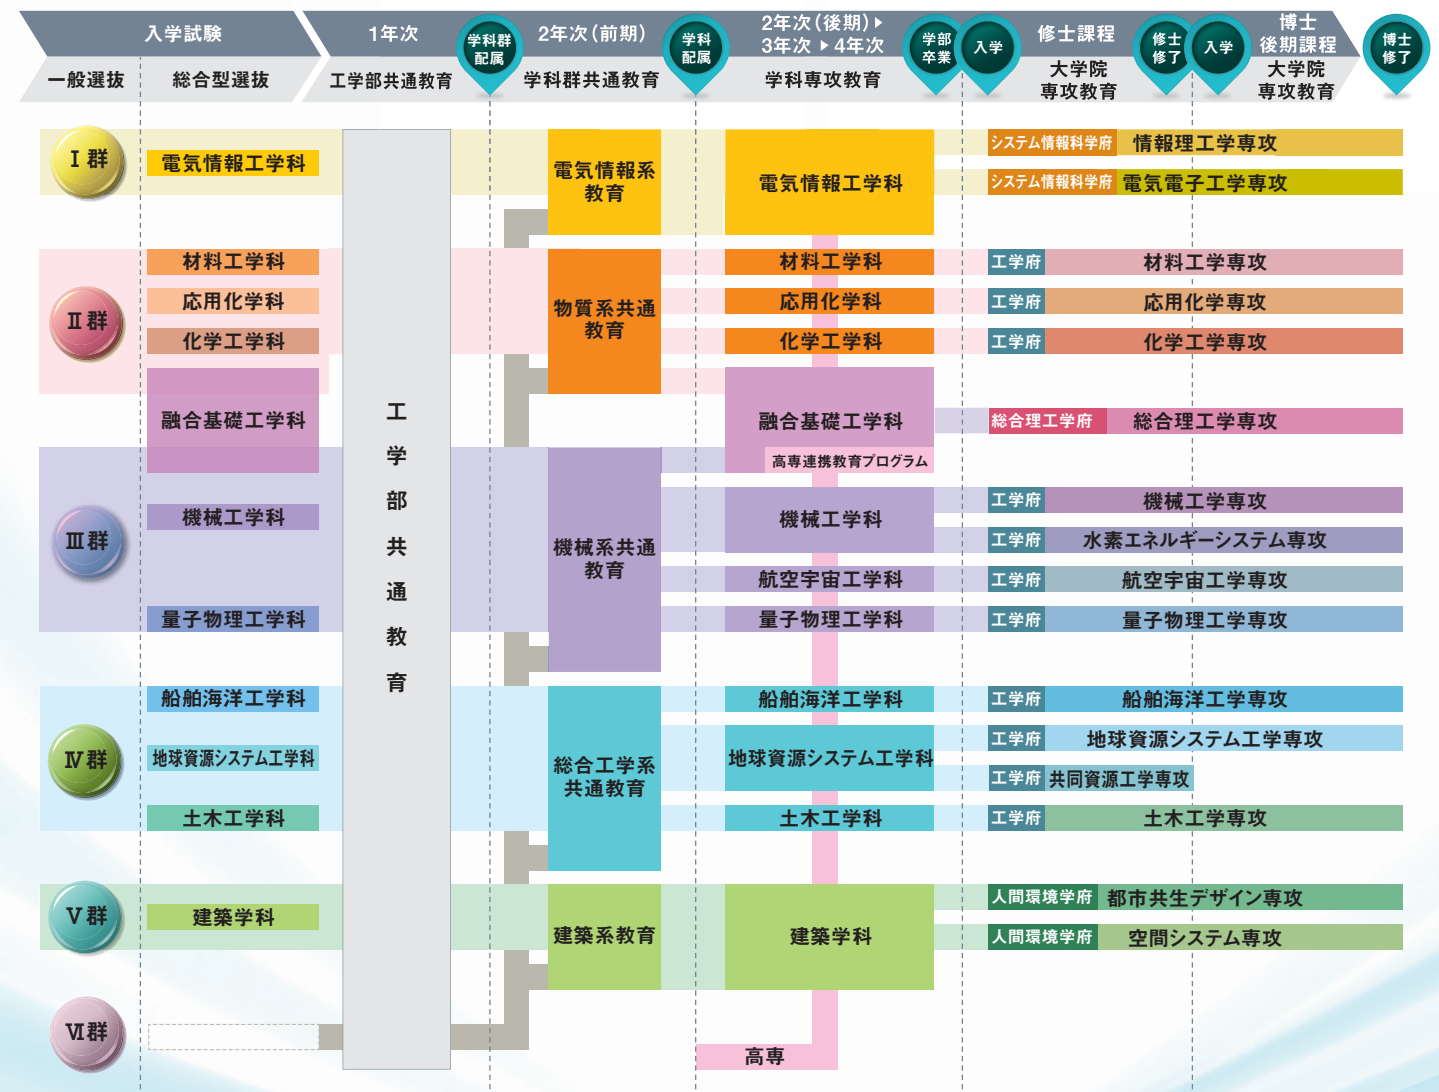 入学試験
1年次
学科群
配属
2年次(前期)
学科
配属
2年次(後期)▶
3年次 ▶4年次
学部
卒業
入学
修士課程
修士
修了
入学
博士
後期課程
博士
修了
一般選抜
総合型選抜
工学部共通教育
学科群共通教育
学科専攻教育
大学院
専攻教育
大学院
専攻教育
Ⅰ群
電気情報工学科
電気情報系
教育
電気情報工学科
システム情報科学府
情報理工学専攻
システム情報科学府
電気電子工学専攻
Ⅱ群
材料工学科
応用化学科
化学工学科
融合基礎工学科
物質系共通
教育
材料工学科
応用化学科
化学工学科
融合基礎工学科
高専連携教育プログラム
工学府
材料工学専攻
工学府
応用化学専攻
工学府
化学工学専攻
総合理工学府
総合理工学専攻
工
学
部
共
通
教
育
Ⅲ群
機械工学科
量子物理工学科
機械系共通
教育
機械工学科
航空宇宙工学科
量子物理工学科
工学府
機械工学専攻
工学府
水素エネルギーシステム専攻
工学府
航空宇宙工学専攻
工学府
量子物理工学専攻
Ⅳ群
船舶海洋工学科
地球資源システム工学科
土木工学科
総合工学系
共通教育
船舶海洋工学科
地球資源システム工学科
土木工学科
工学府
船舶海洋工学専攻
工学府
地球資源システム工学専攻
工学府
共同資源工学専攻
工学府
土木工学専攻
Ⅴ群
建築学科
建築系教育
建築学科
人間環境学府
都市共生デザイン専攻
人間環境学府
空間システム専攻
Ⅵ群
高専